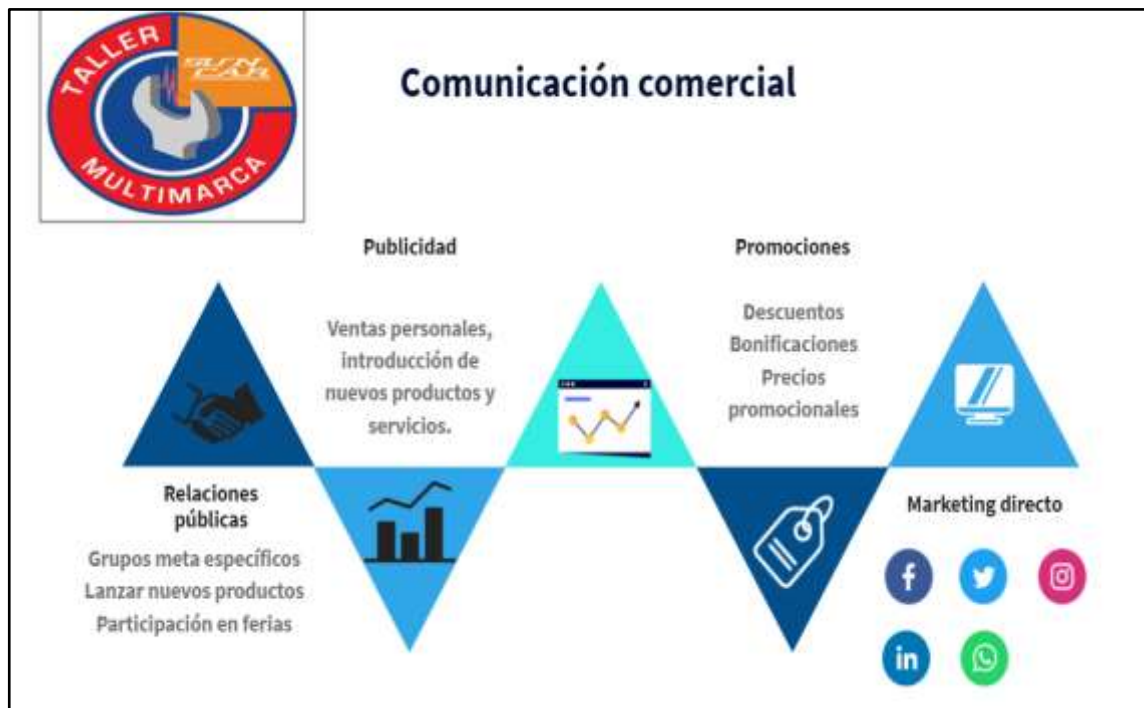 TALLER
SUN
CAR
MULTIMARCA
Comunicación comercial
Publicidad
Ventas personales,
introducción de
nuevos productos y
servicios.
Promociones
Descuentos
Bonificaciones
Precios
promocionales
Relaciones
públicas
Grupos meta específicos
Lanzar nuevos productos
Participación en ferias
Marketing directo